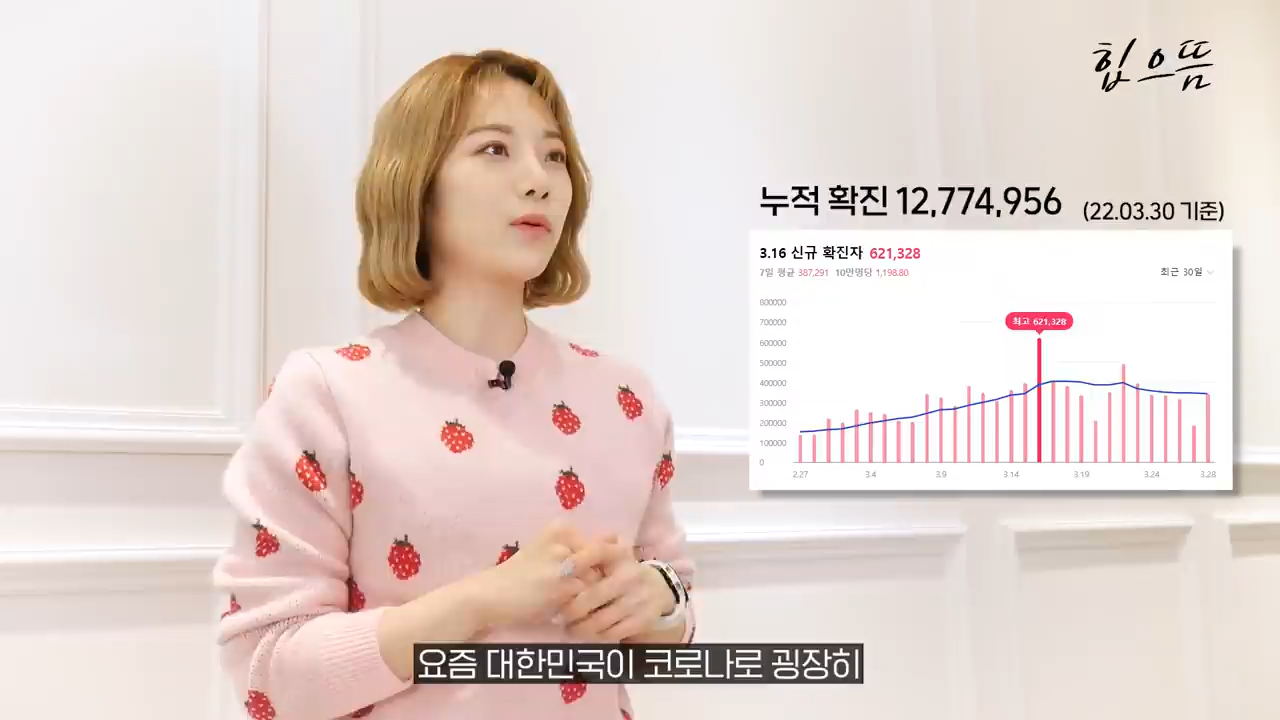 힙으뜸
누적 확진 12,774,956 (22.03.30 기준)
3.16 신규 확진자 621,328
7일 평균 387,291 10만명당 1,198.80
최근 30일
800000
700000
최고 621,328
600000
500000
400000
300000
200000
100000
0
2.27 3.4 3.9 3.14 3.19 3.24 3.28
요즘 대한민국이 코로나로 굉장히